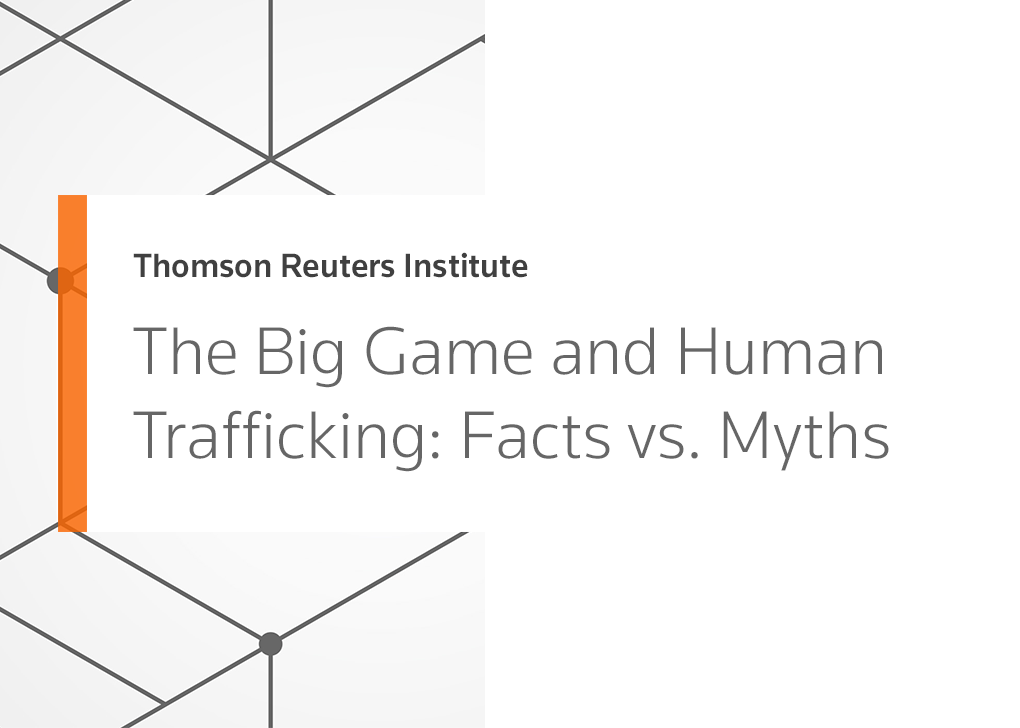 Thomson Reuters Institute
The Big Game and Human
Trafficking: Facts vs. Myths